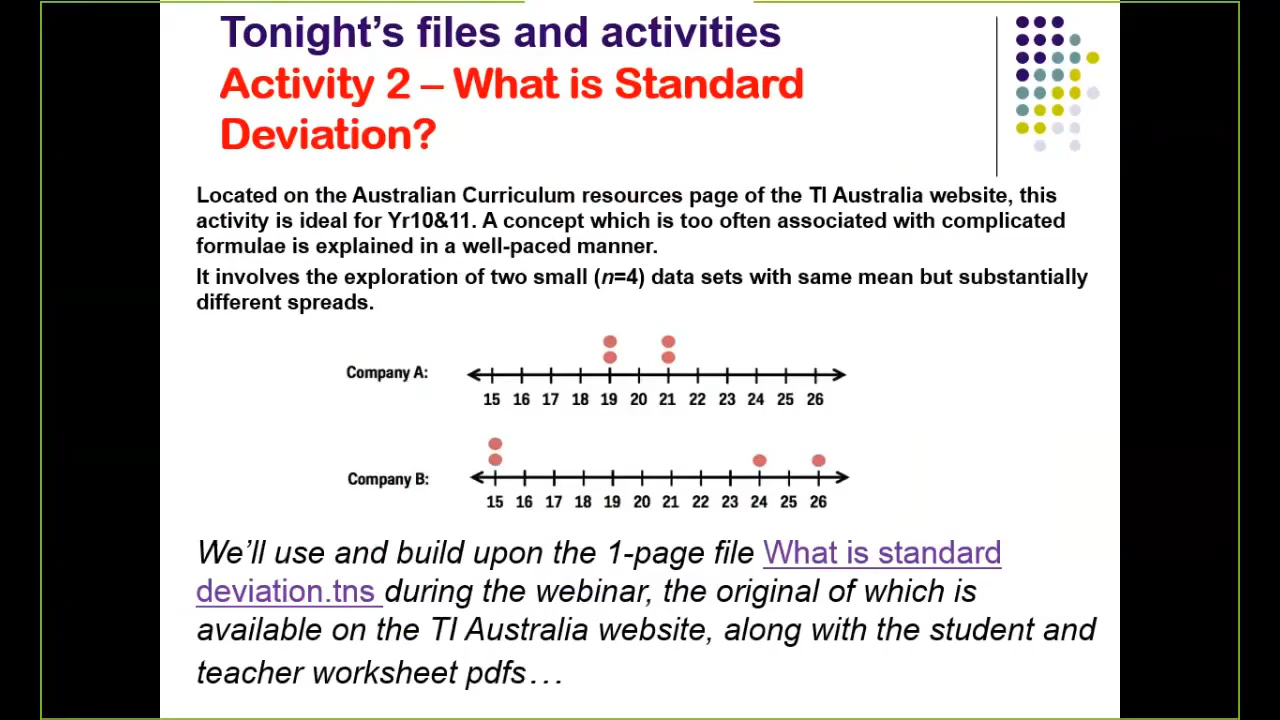 Tonight’s files and activities
Activity 2 – What is Standard
Deviation?
Located on the Australian Curriculum resources page of the TI Australia website, this
activity is ideal for Yr10&11. A concept which is too often associated with complicated
formulae is explained in a well-paced manner.
It involves the exploration of two small (n=4) data sets with same mean but substantially
different spreads.
Company A:
15 16 17 18 19 20 21 22 23 24 25 26
Company B:
15 16 17 18 19 20 21 22 23 24 25 26
We’ll use and build upon the 1-page file What is standard
deviation.tns during the webinar, the original of which is
available on the TI Australia website, along with the student and
teacher worksheet pdfs…